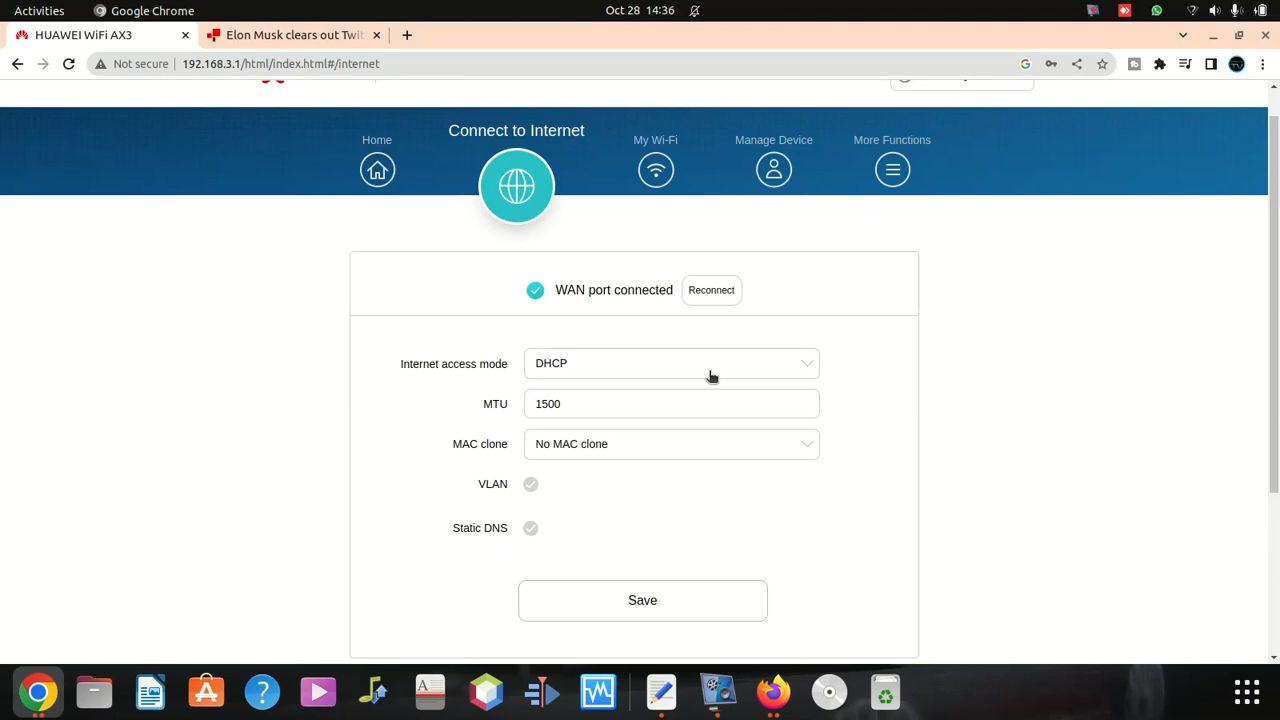 Activities
Google Chrome
Oct 28 14:36
HUAWEI WiFi AX3
Elon Musk clears out Twit
Not secure
192.168.3.1/html/index.html#/internet
Home
Connect to Internet
My Wi-Fi
Manage Device
More Functions
WAN port connected
Reconnect
Internet access mode
DHCP
MTU
1500
MAC clone
No MAC clone
VLAN
Static DNS
Save